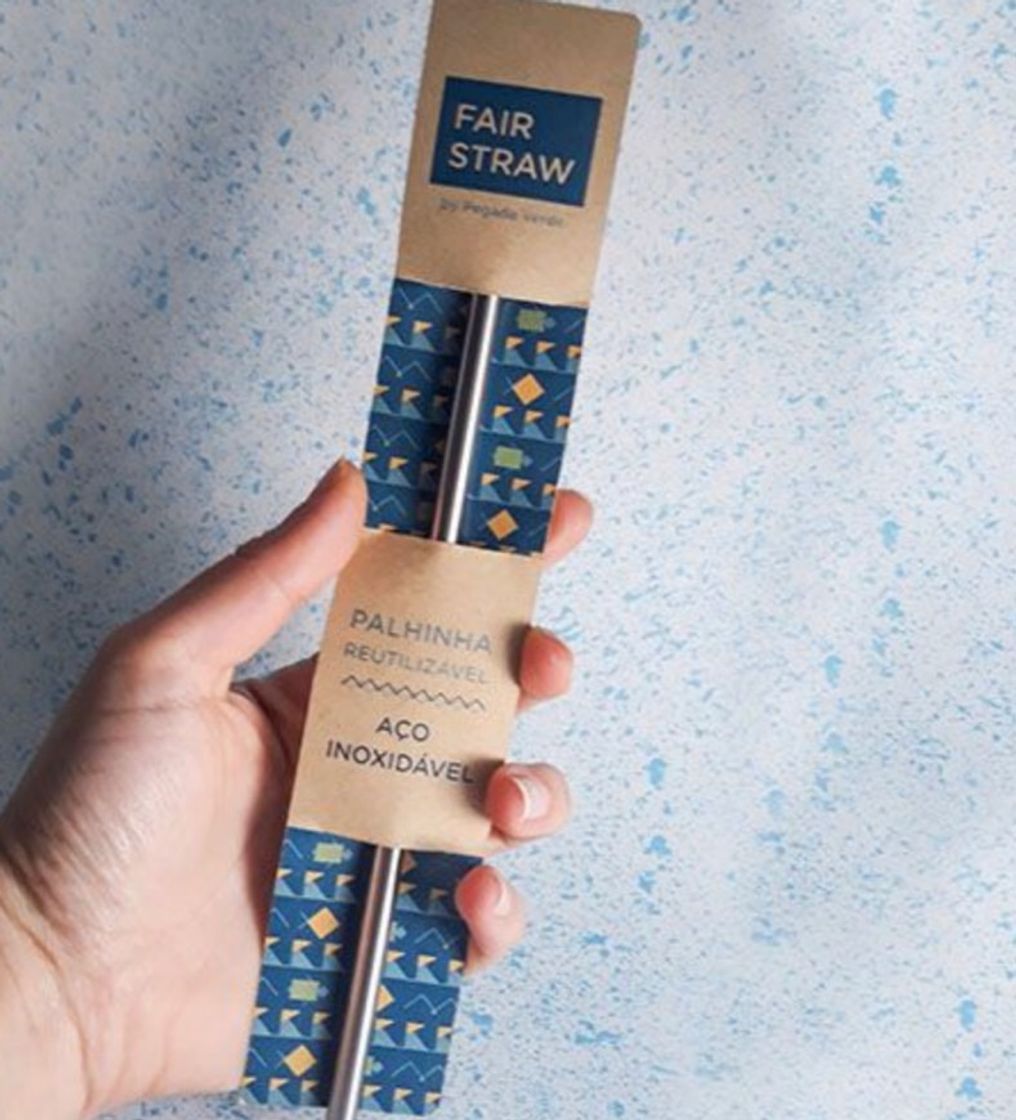 FAIR
STRAW
by Pegada Verde
PALHINHA
REUTILIZÁVEL
AÇO
INOXIDÁVEL